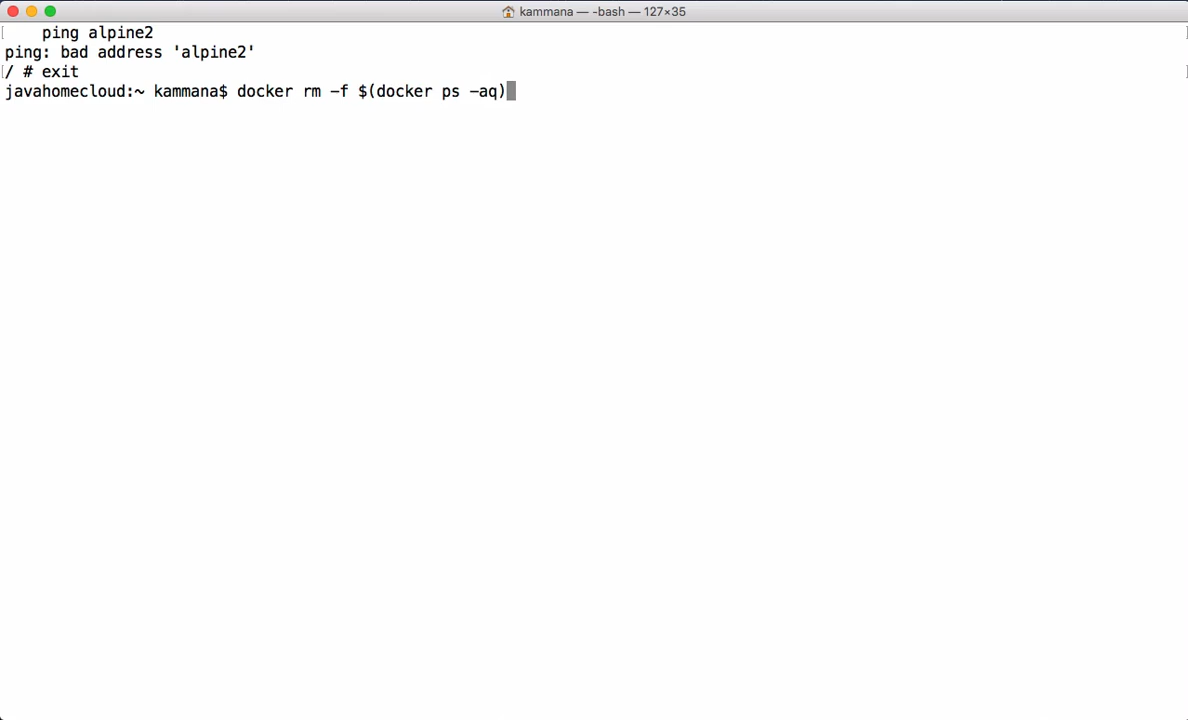 kammana — -bash — 127×35
[    ping alpine2 ]
ping: bad address 'alpine2'
[/ # exit ]
javahomecloud:~ kammana$ docker rm -f $(docker ps -aq)